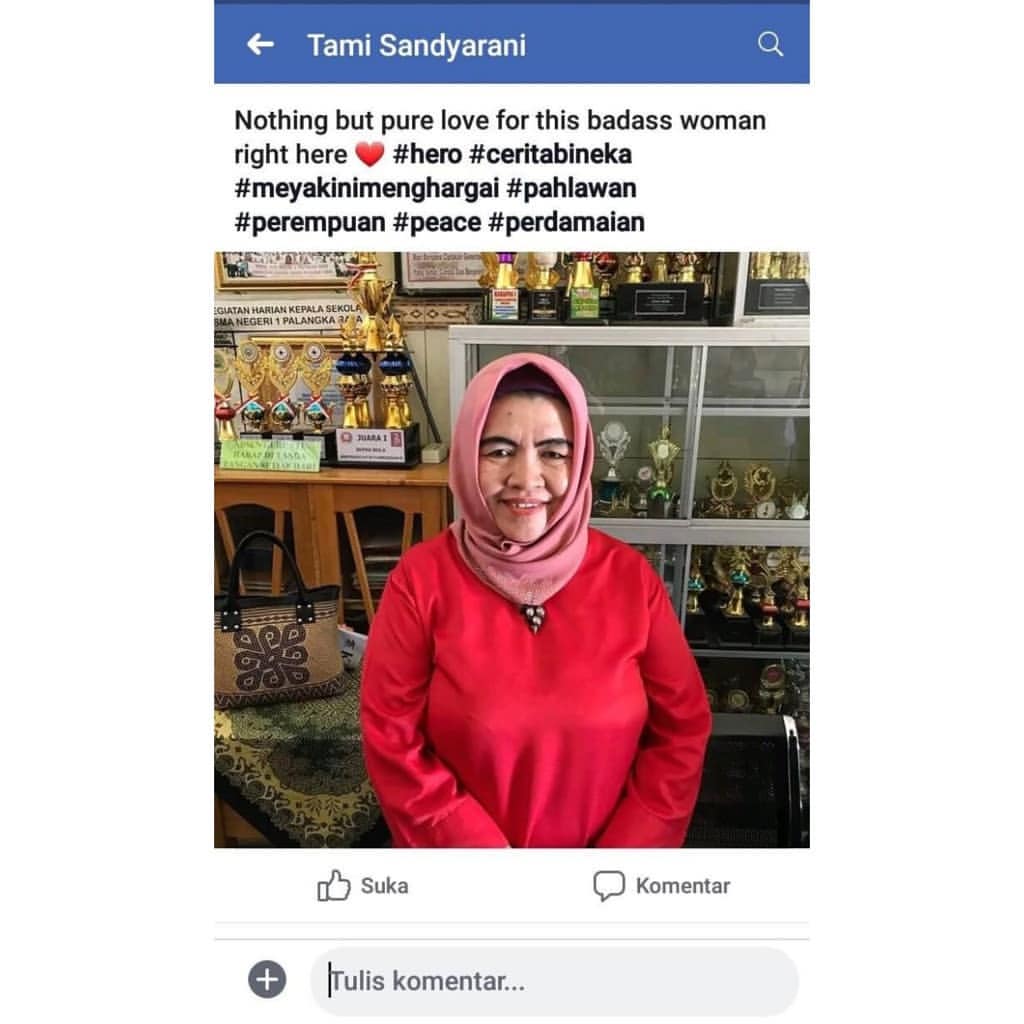 Tami Sandyarani
Nothing but pure love for this badass woman
right here ❤️ #hero #ceritabineka
#meyakinimenghargai #pahlawan
#perempuan #peace #perdamaian
EGIATAN HARIAN KEPALA SEKOLA
SMA NEGERI 1 PALANGKA RAYA
JUARA I
Suka
Komentar
Tulis komentar...